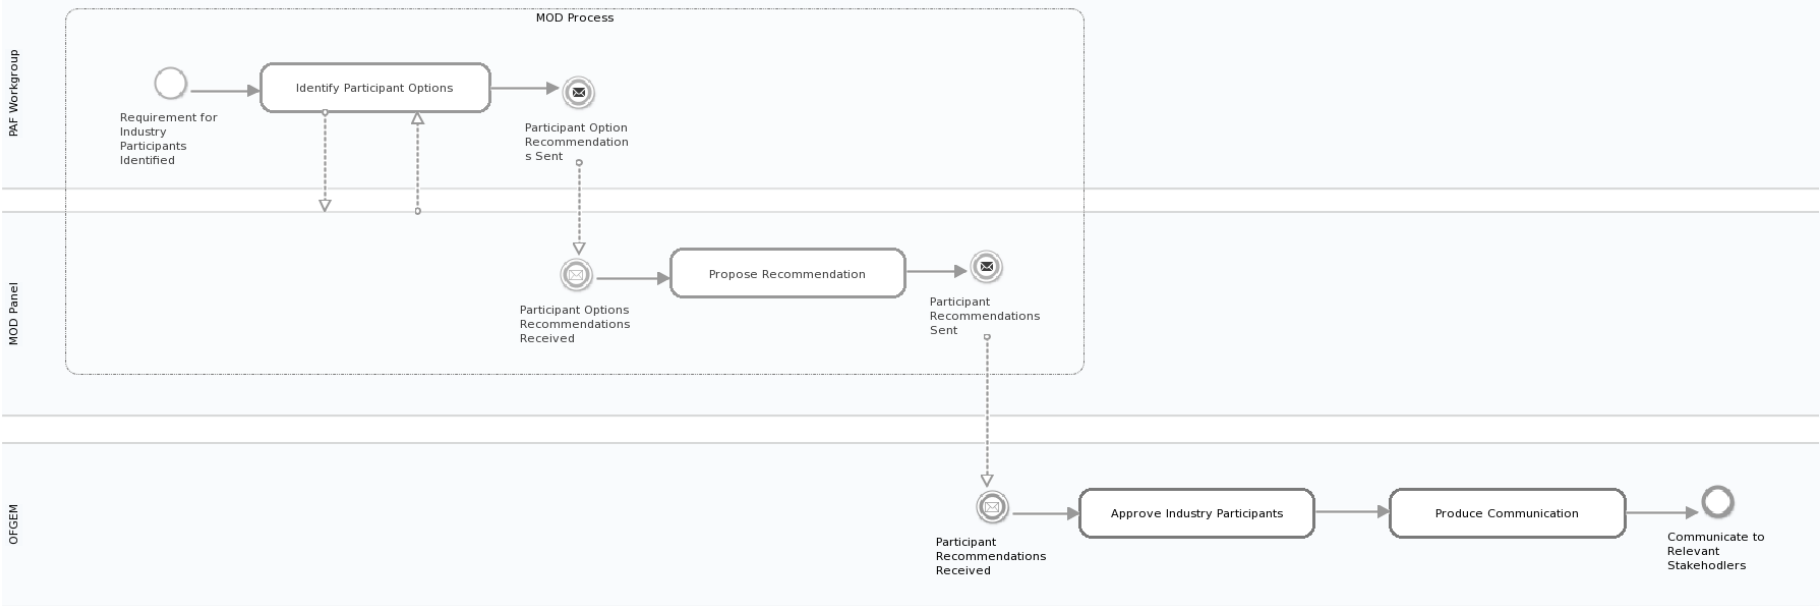 MOD Process
PAF Workgroup
Identify Participant Options
Requirement for
Industry
Participants
Identified
Participant Option
Recommendation
s Sent
MOD Panel
Propose Recommendation
Participant Options
Recommendations
Received
Participant
Recommendations
Sent
OFGEM
Approve Industry Participants
Produce Communication
Participant
Recommendations
Received
Communicate to
Relevant
Stakehodlers